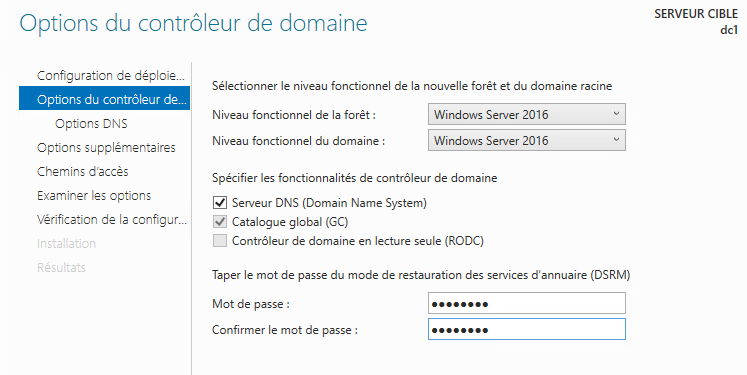 Options du contrôleur de domaine
SERVEUR CIBLE
dc1
Configuration de déploie...
Options du contrôleur de...
Options DNS
Options supplémentaires
Chemins d'accès
Examiner les options
Vérification de la configur...
Installation
Résultats
Sélectionner le niveau fonctionnel de la nouvelle forêt et du domaine racine
Niveau fonctionnel de la forêt : Windows Server 2016
Niveau fonctionnel du domaine : Windows Server 2016
Spécifier les fonctionnalités de contrôleur de domaine
Serveur DNS (Domain Name System)
Catalogue global (GC)
Contrôleur de domaine en lecture seule (RODC)
Taper le mot de passe du mode de restauration des services d'annuaire (DSRM)
Mot de passe : ●●●●●●●●
Confirmer le mot de passe : ●●●●●●●●